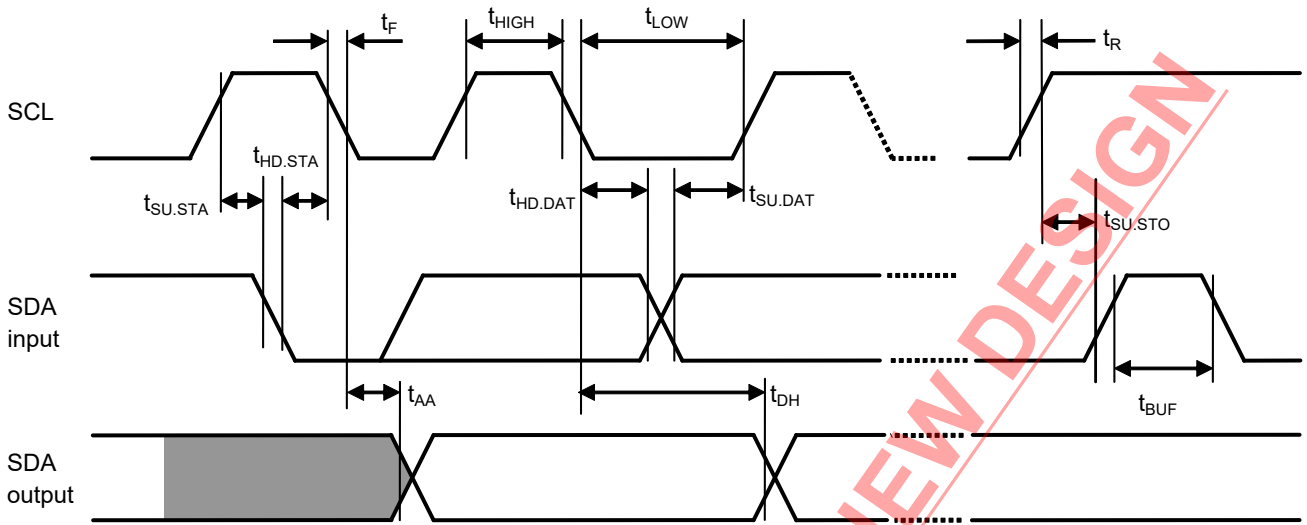 tF
tHIGH
tLOW
tR
SCL
tHD.STA
tSU.STA
tHD.DAT
tSU.DAT
tSU.STO
SDA
input
tAA
tDH
tBUF
SDA
output
NEW DESIGN